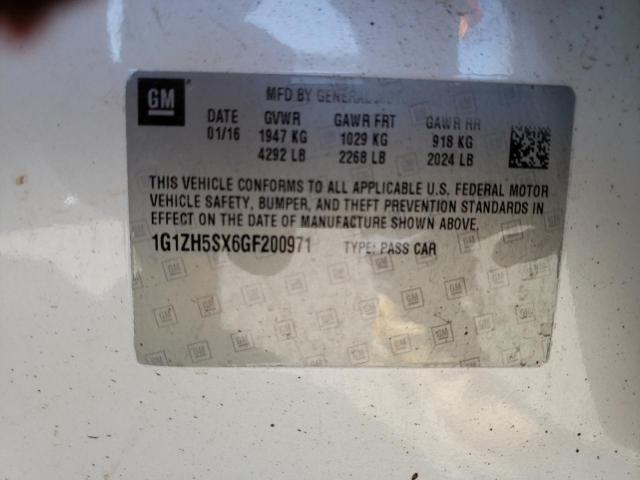 GM
MFD BY GENERAL
DATE GVWR GAWR FRT GAWR RR
01/16 1947 KG 1029 KG 918 KG
4292 LB 2268 LB 2024 LB
THIS VEHICLE CONFORMS TO ALL APPLICABLE U.S. FEDERAL MOTOR
VEHICLE SAFETY, BUMPER, AND THEFT PREVENTION STANDARDS IN
EFFECT ON THE DATE OF MANUFACTURE SHOWN ABOVE.
1G1ZH5SX6GF200971 TYPE: PASS CAR